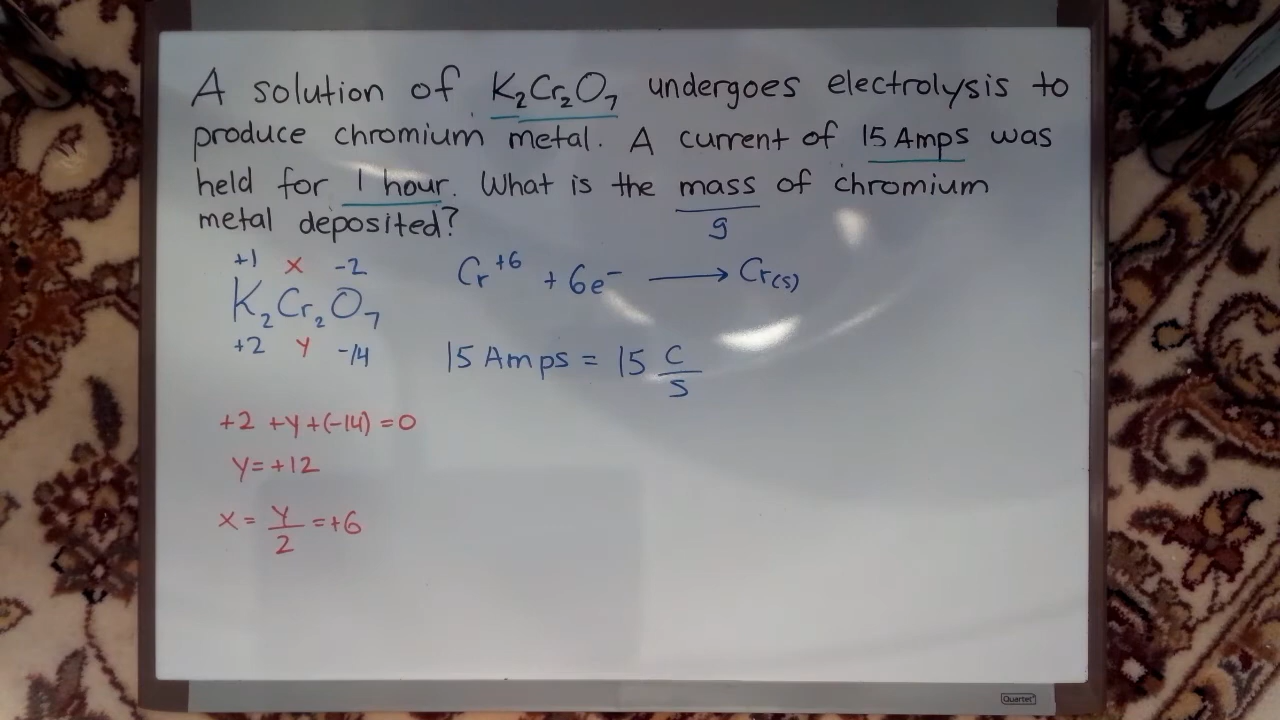 A solution of K₂Cr₂O₇ undergoes electrolysis to
produce chromium metal. A current of 15 Amps was
held for 1 hour. What is the mass of chromium
metal deposited?
g
+1 x -2
K₂Cr₂O₇
+2 y -14
Cr⁺⁶ + 6e⁻ ⟶ Cr(s)
15 Amps = 15 C/S
+2 +y+(-14) = 0
y= +12
x = y/2 = +6
Quartet